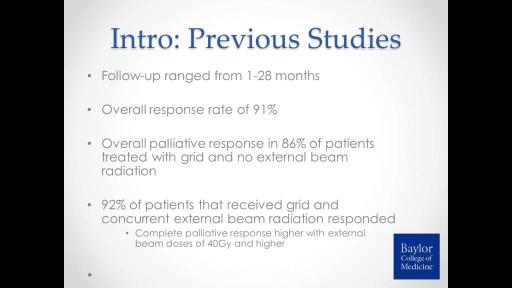 Intro: Previous Studies
• Follow-up ranged from 1-28 months
• Overall response rate of 91%
• Overall palliative response in 86% of patients
treated with grid and no external beam
radiation
• 92% of patients that received grid and
concurrent external beam radiation responded
• Complete palliative response higher with external
beam doses of 40Gy and higher
•
Baylor
College of
Medicine